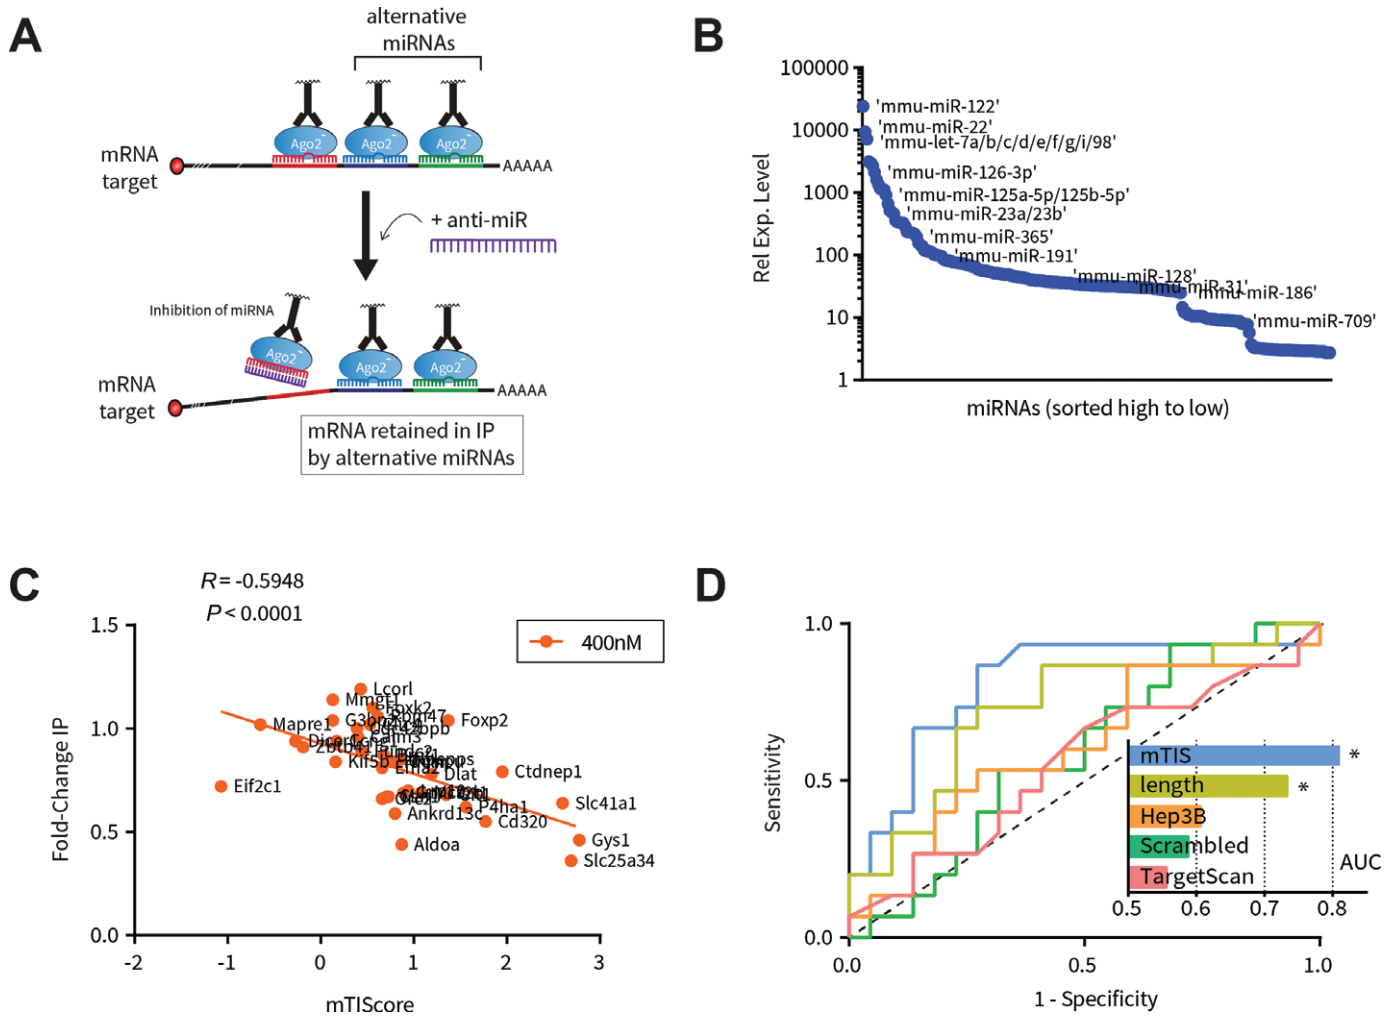 A
alternative
miRNAs
Ago2
Ago2
Ago2
mRNA
target
AAAAA
+ anti-miR
Inhibition of miRNA
Ago2
Ago2
Ago2
mRNA
target
AAAAA
mRNA retained in IP
by alternative miRNAs
B
Rel Exp. Level
100000
10000
1000
100
10
1
'mmu-miR-122'
'mmu-miR-22'
'mmu-let-7a/b/c/d/e/f/g/i/98'
'mmu-miR-126-3p'
'mmu-miR-125a-5p/125b-5p'
'mmu-miR-23a/23b'
'mmu-miR-365'
'mmu-miR-191'
'mmu-miR-128'
'mmu-miR-31'
'mmu-miR-186'
'mmu-miR-709'
miRNAs (sorted high to low)
C
R = -0.5948
P < 0.0001
400nM
Fold-Change IP
1.5
1.0
0.5
0.0
Lcorl
Mmgt1
Foxk2
Foxp2
Mapre1
Kif5b
Dlat
Ctdnep1
Eif2c1
P4ha1
Slc41a1
Ankrd13c
Cd320
Aldoa
Gys1
Slc25a34
-2
-1
0
1
2
3
mTIScore
D
Sensitivity
1.0
0.5
0.0
mTIS
*
length
*
Hep3B
Scrambled
TargetScan
AUC
0.5
0.6
0.7
0.8
0.0
0.5
1.0
1 - Specificity